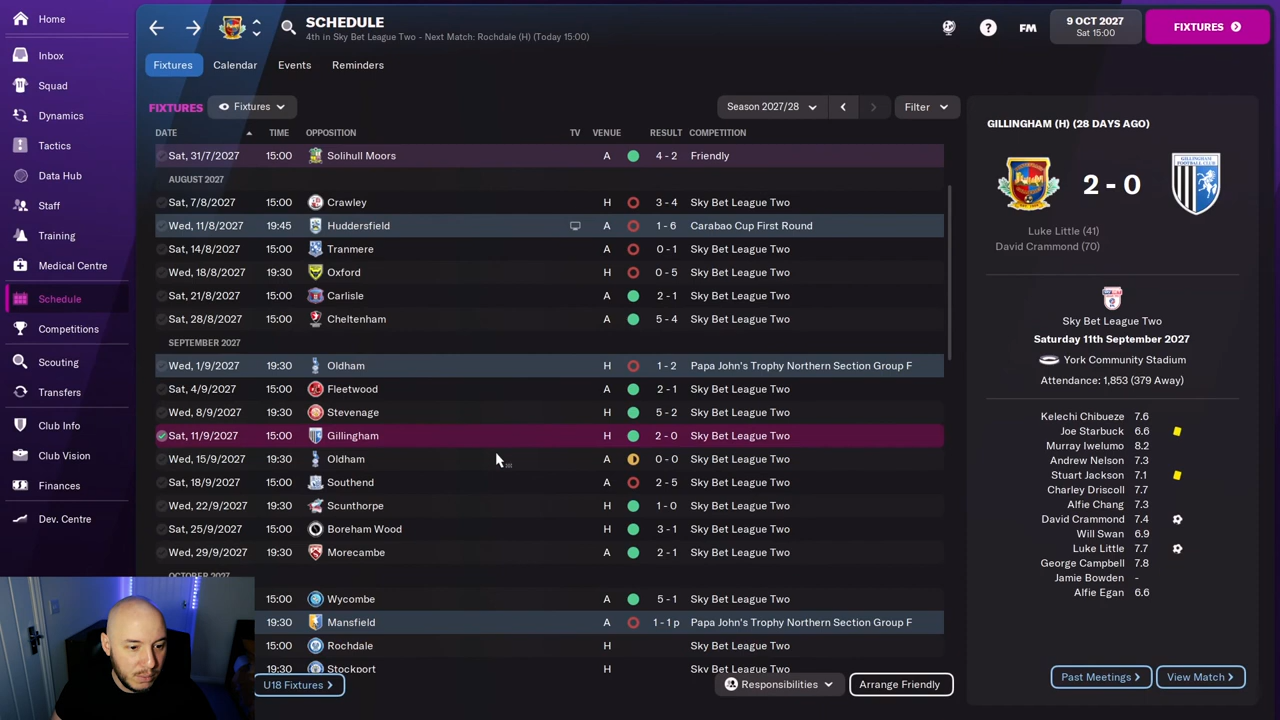 Home
Inbox
Squad
Dynamics
Tactics
Data Hub
Staff
Training
Medical Centre
Schedule
Competitions
Scouting
Transfers
Club Info
Club Vision
Finances
Dev. Centre
SCHEDULE
4th in Sky Bet League Two - Next Match: Rochdale (H) (Today 15:00)
FM
9 OCT 2027
Sat 15:00
FIXTURES
Fixtures Calendar Events Reminders
FIXTURES Fixtures Season 2027/28 Filter
DATE TIME OPPOSITION TV VENUE RESULT COMPETITION
Sat, 31/7/2027 15:00 Solihull Moors A 4 - 2 Friendly
AUGUST 2027
Sat, 7/8/2027 15:00 Crawley H 3 - 4 Sky Bet League Two
Wed, 11/8/2027 19:45 Huddersfield A 1 - 6 Carabao Cup First Round
Sat, 14/8/2027 15:00 Tranmere A 0 - 1 Sky Bet League Two
Wed, 18/8/2027 19:30 Oxford H 0 - 5 Sky Bet League Two
Sat, 21/8/2027 15:00 Carlisle A 2 - 1 Sky Bet League Two
Sat, 28/8/2027 15:00 Cheltenham H 5 - 4 Sky Bet League Two
SEPTEMBER 2027
Wed, 1/9/2027 19:30 Oldham H 1 - 2 Papa John's Trophy Northern Section Group F
Sat, 4/9/2027 15:00 Fleetwood A 2 - 1 Sky Bet League Two
Wed, 8/9/2027 19:30 Stevenage H 5 - 2 Sky Bet League Two
Sat, 11/9/2027 15:00 Gillingham H 2 - 0 Sky Bet League Two
Wed, 15/9/2027 19:30 Oldham A 0 - 0 Sky Bet League Two
Sat, 18/9/2027 15:00 Southend A 2 - 5 Sky Bet League Two
Wed, 22/9/2027 19:30 Scunthorpe H 1 - 0 Sky Bet League Two
Sat, 25/9/2027 15:00 Boreham Wood H 3 - 1 Sky Bet League Two
Wed, 29/9/2027 19:30 Morecambe A 2 - 1 Sky Bet League Two
OCTOBER 2027
15:00 Wycombe A 5 - 1 Sky Bet League Two
19:30 Mansfield A 1 - 1 p Papa John's Trophy Northern Section Group F
15:00 Rochdale H Sky Bet League Two
19:30 Stockport H Sky Bet League Two
U18 Fixtures
Responsibilities
Arrange Friendly
GILLINGHAM (H) (28 DAYS AGO)
GILLINGHAM
FOOTBALL CLUB
2 - 0
Luke Little (41)
David Crammond (70)
SKY BET
Sky Bet League Two
Saturday 11th September 2027
York Community Stadium
Attendance: 1,853 (379 Away)
Kelechi Chibueze 7.6
Joe Starbuck 6.6
Murray Iwelumo 8.2
Andrew Nelson 7.3
Stuart Jackson 7.1
Charley Driscoll 7.7
Alfie Chang 7.3
David Crammond 7.4
Will Swan 6.9
Luke Little 7.7
George Campbell 7.8
Jamie Bowden -
Alfie Egan 6.6
Past Meetings
View Match